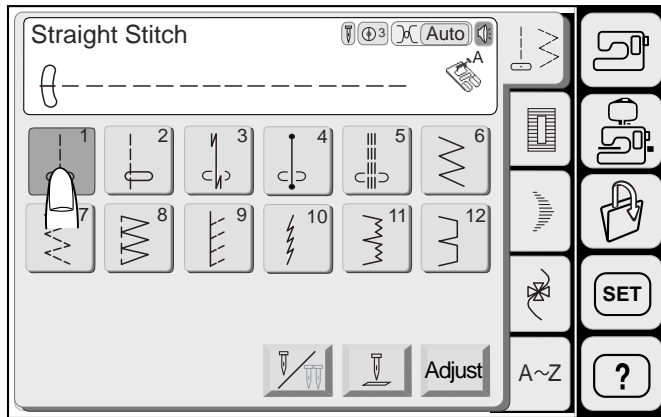 Straight Stitch
3 Auto
A
1 2 3 4 5 6
7 8 9 10 11 12
SET
Adjust
A~Z
?